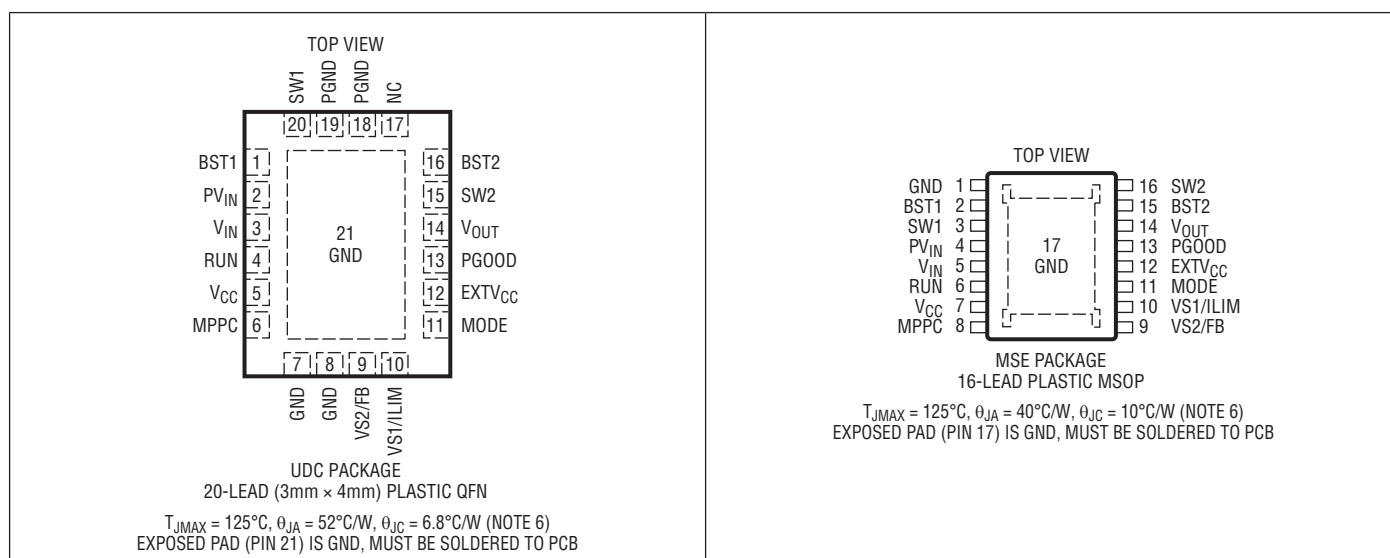 TOP VIEW
SW1 PGND PGND NC
20 19 18 17
BST1 1 16 BST2
PVIN 2 15 SW2
VIN 3 14 VOUT
21
GND
RUN 4 13 PGOOD
VCC 5 12 EXTVCC
MPPC 6 11 MODE
7 8 9 10
GND GND VS2/FB VS1/ILIM
UDC PACKAGE
20-LEAD (3mm × 4mm) PLASTIC QFN
TJMAX = 125°C, θJA = 52°C/W, θJC = 6.8°C/W (NOTE 6)
EXPOSED PAD (PIN 21) IS GND, MUST BE SOLDERED TO PCB
TOP VIEW
GND 1 16 SW2
BST1 2 15 BST2
SW1 3 14 VOUT
PVIN 4 13 PGOOD
17
GND
VIN 5 12 EXTVCC
RUN 6 11 MODE
VCC 7 10 VS1/ILIM
MPPC 8 9 VS2/FB
MSE PACKAGE
16-LEAD PLASTIC MSOP
TJMAX = 125°C, θJA = 40°C/W, θJC = 10°C/W (NOTE 6)
EXPOSED PAD (PIN 17) IS GND, MUST BE SOLDERED TO PCB